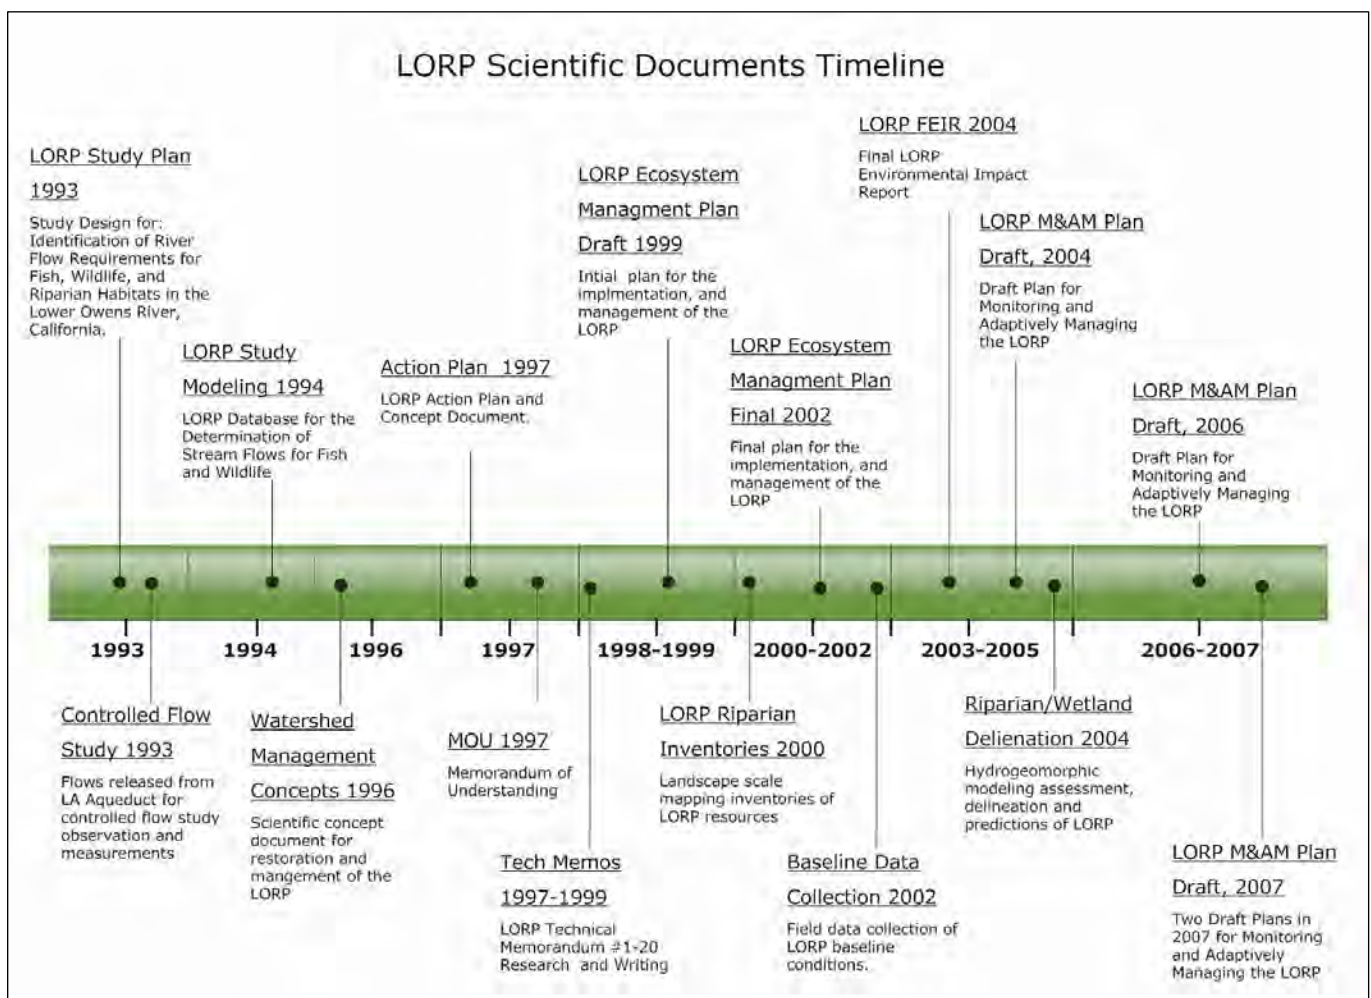 LORP Scientific Documents Timeline
LORP Study Plan
1993
Study Design for:
Identification of River
Flow Requirements for
Fish, Wildlife, and
Riparian Habitats in the
Lower Owens River,
California.
LORP Study
Modeling 1994
LORP Database for the
Determination of
Stream Flows for Fish
and Wildlife
Action Plan 1997
LORP Action Plan and
Concept Document.
LORP Ecosystem
Managment Plan
Draft 1999
Intial plan for the
implmentation, and
management of the
LORP
LORP Ecosystem
Managment Plan
Final 2002
Final plan for the
implementation, and
management of the
LORP
LORP FEIR 2004
Final LORP
Environmental Impact
Report
LORP M&AM Plan
Draft, 2004
Draft Plan for
Monitoring and
Adaptively Managing
the LORP
LORP M&AM Plan
Draft, 2006
Draft Plan for
Monitoring and
Adaptively Managing
the LORP
1993
1994
1996
1997
1998-1999
2000-2002
2003-2005
2006-2007
Controlled Flow
Study 1993
Flows released from
LA Aqueduct for
controlled flow study
observation and
measurements
Watershed
Management
Concepts 1996
Scientific concept
document for
restoration and
mangement of the
LORP
MOU 1997
Memorandum of
Understanding
Tech Memos
1997-1999
LORP Technical
Memorandum #1-20
Research and Writing
LORP Riparian
Inventories 2000
Landscape scale
mapping inventories of
LORP resources
Baseline Data
Collection 2002
Field data collection of
LORP baseline
conditions.
Riparian/Wetland
Delienation 2004
Hydrogeomorphic
modeling assessment,
delineation and
predictions of LORP
LORP M&AM Plan
Draft, 2007
Two Draft Plans in
2007 for Monitoring
and Adaptively
Managing the LORP